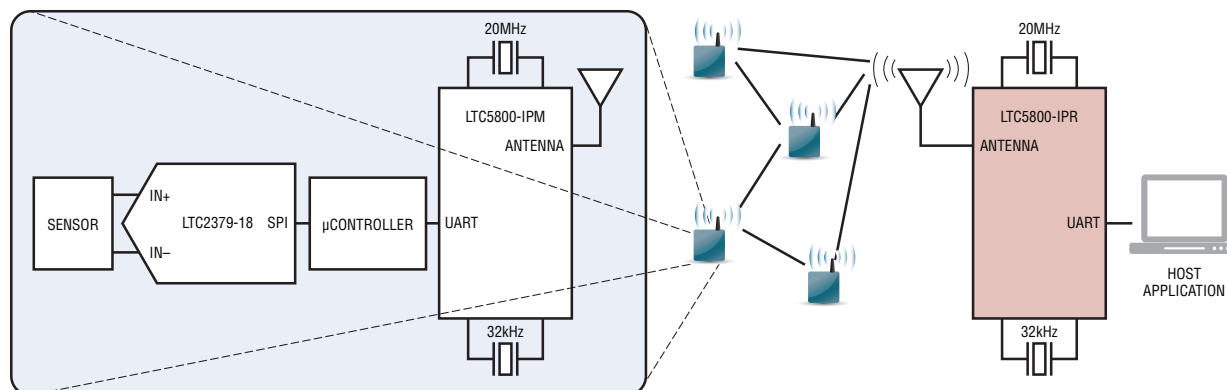 20MHz
LTC5800-IPM
ANTENNA
SENSOR
IN+
IN–
LTC2379-18
SPI
µCONTROLLER
UART
32kHz
20MHz
LTC5800-IPR
ANTENNA
UART
32kHz
HOST
APPLICATION